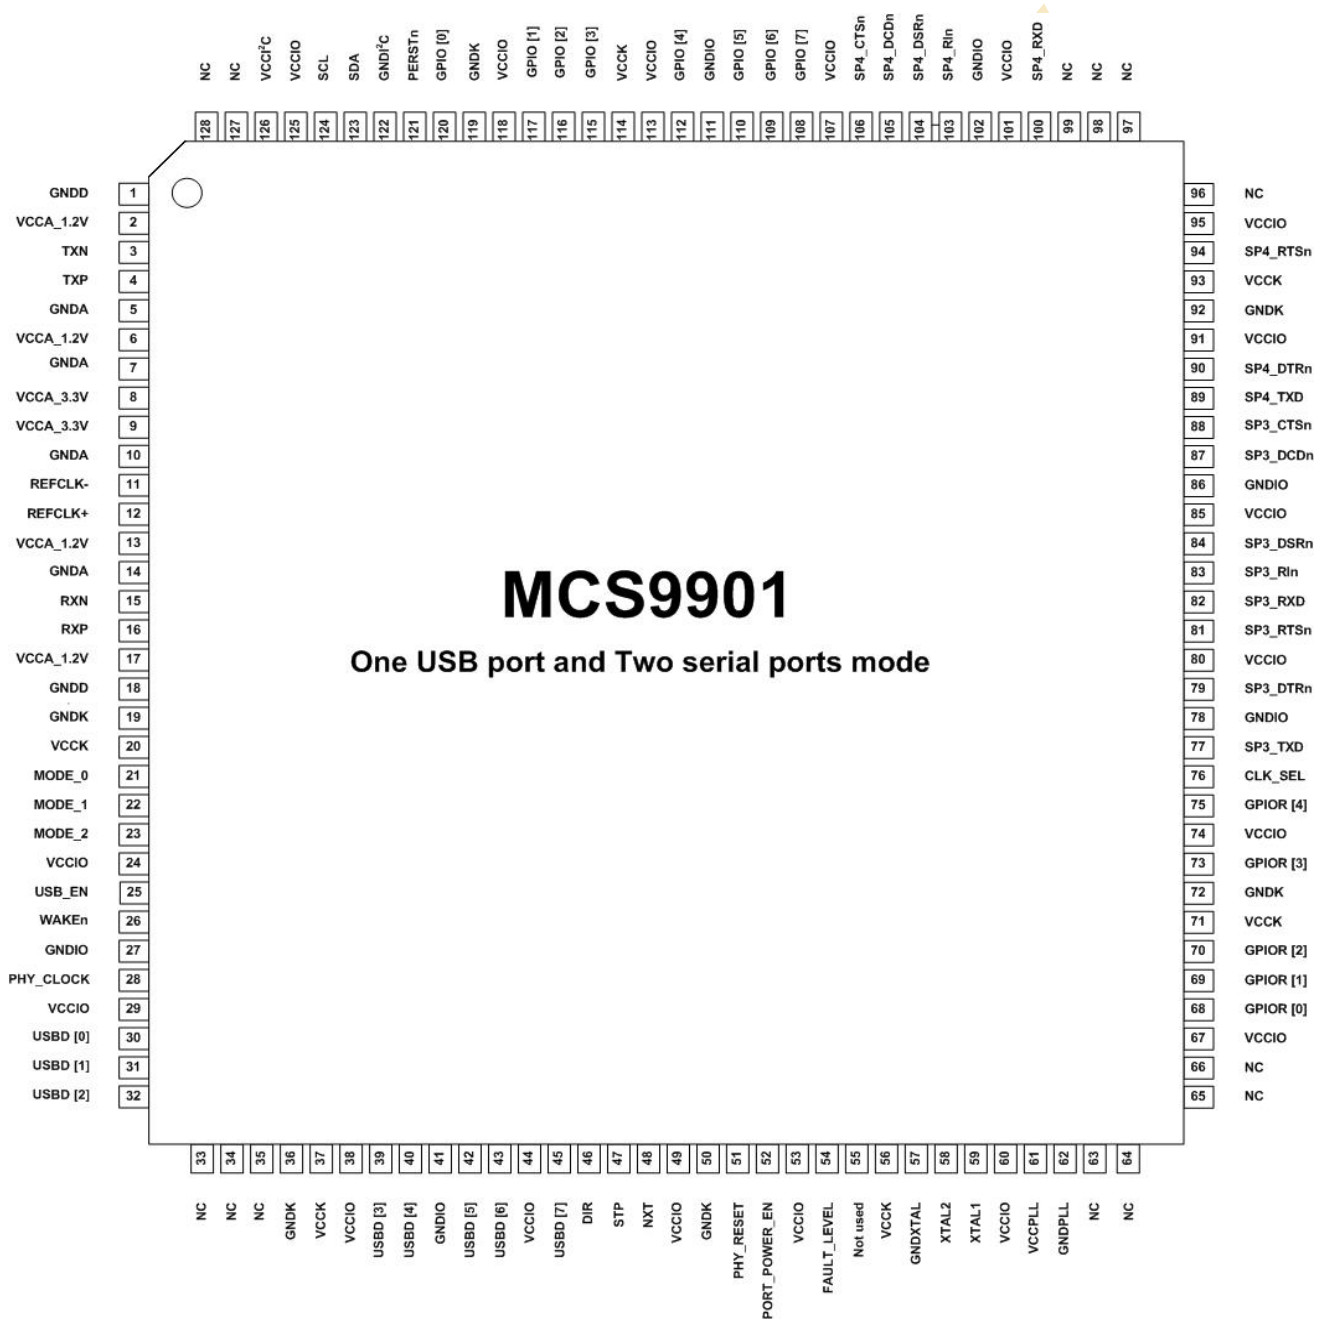 NC NC VCCI²C VCCIO SCL SDA GNDI²C PERSTn GPIO [0] GNDK VCCIO GPIO [1] GPIO [2] GPIO [3] VCCK VCCIO GPIO [4] GNDIO GPIO [5] GPIO [6] GPIO [7] VCCIO SP4_CTSn SP4_DCDn SP4_DSRn SP4_RIn GNDIO VCCIO SP4_RXD NC NC NC
128 127 126 125 124 123 122 121 120 119 118 117 116 115 114 113 112 111 110 109 108 107 106 105 104 103 102 101 100 99 98 97
GNDD 1 96 NC
VCCA_1.2V 2 95 VCCIO
TXN 3 94 SP4_RTSn
TXP 4 93 VCCK
GNDA 5 92 GNDK
VCCA_1.2V 6 91 VCCIO
GNDA 7 90 SP4_DTRn
VCCA_3.3V 8 89 SP4_TXD
VCCA_3.3V 9 88 SP3_CTSn
GNDA 10 87 SP3_DCDn
REFCLK- 11 86 GNDIO
REFCLK+ 12 85 VCCIO
VCCA_1.2V 13 84 SP3_DSRn
GNDA 14 83 SP3_RIn
MCS9901
RXN 15 82 SP3_RXD
RXP 16 81 SP3_RTSn
One USB port and Two serial ports mode
VCCA_1.2V 17 80 VCCIO
GNDD 18 79 SP3_DTRn
GNDK 19 78 GNDIO
VCCK 20 77 SP3_TXD
MODE_0 21 76 CLK_SEL
MODE_1 22 75 GPIOR [4]
MODE_2 23 74 VCCIO
VCCIO 24 73 GPIOR [3]
USB_EN 25 72 GNDK
WAKEn 26 71 VCCK
GNDIO 27 70 GPIOR [2]
PHY_CLOCK 28 69 GPIOR [1]
VCCIO 29 68 GPIOR [0]
USBD [0] 30 67 VCCIO
USBD [1] 31 66 NC
USBD [2] 32 65 NC
33 34 35 36 37 38 39 40 41 42 43 44 45 46 47 48 49 50 51 52 53 54 55 56 57 58 59 60 61 62 63 64
NC NC NC GNDK VCCK VCCIO USBD [3] USBD [4] GNDIO USBD [5] USBD [6] VCCIO USBD [7] DIR STP NXT VCCIO GNDK PHY_RESET PORT_POWER_EN VCCIO FAULT_LEVEL Not used VCCK GNDXTAL XTAL2 XTAL1 VCCIO VCCPLL GNDPLL NC NC